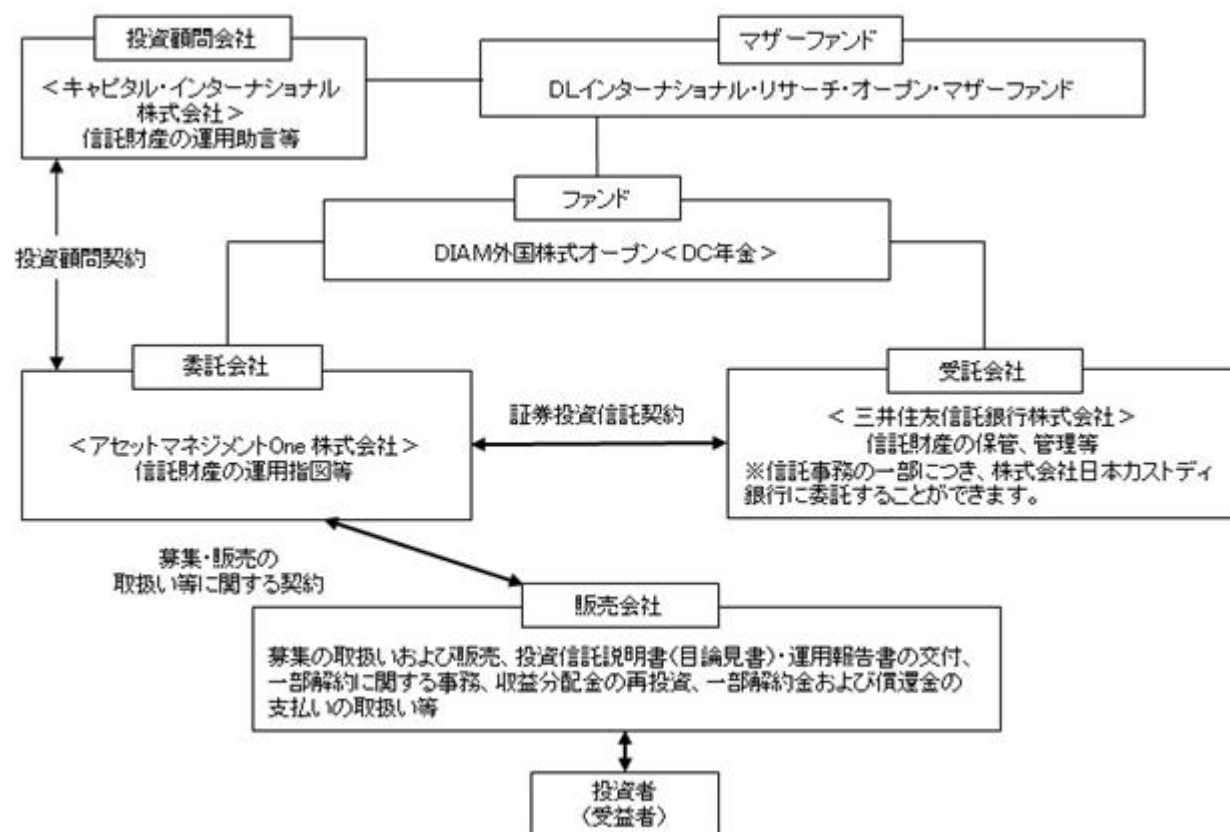 投資顧問会社
＜キャピタル・インターナショナル
株式会社＞
信託財産の運用助言等
マザーファンド
DLインターナショナル・リサーチ・オープン・マザーファンド
ファンド
DIAM外国株式オープン＜DC年金＞
投資顧問契約
委託会社
＜アセットマネジメントOne 株式会社＞
信託財産の運用指図等
証券投資信託契約
受託会社
＜ 三井住友信託銀行株式会社＞
信託財産の保管、管理等
※信託事務の一部につき、株式会社日本カストディ
銀行に委託することができます。
募集・販売の
取扱い等に関する契約
販売会社
募集の取扱いおよび販売、投資信託説明書（目論見書）・運用報告書の交付、
一部解約に関する事務、収益分配金の再投資、一部解約金および償還金の
支払いの取扱い等
投資者
（受益者）